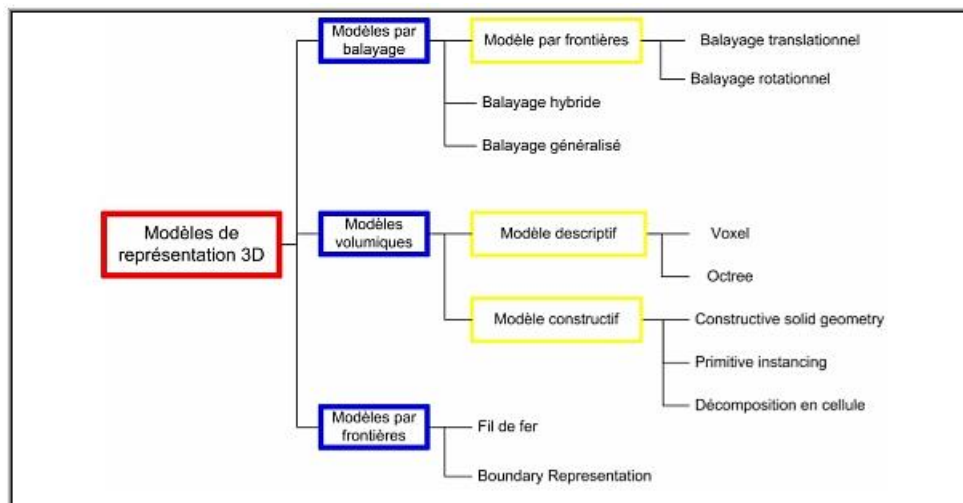 Modèles par
balayage
Modèle par frontières
Balayage translationnel
Balayage rotationnel
Balayage hybride
Balayage généralisé
Modèles de
représentation 3D
Modèles
volumiques
Modèle descriptif
Voxel
Octree
Modèle constructif
Constructive solid geometry
Primitive instancing
Décomposition en cellule
Modèles par
frontières
Fil de fer
Boundary Representation